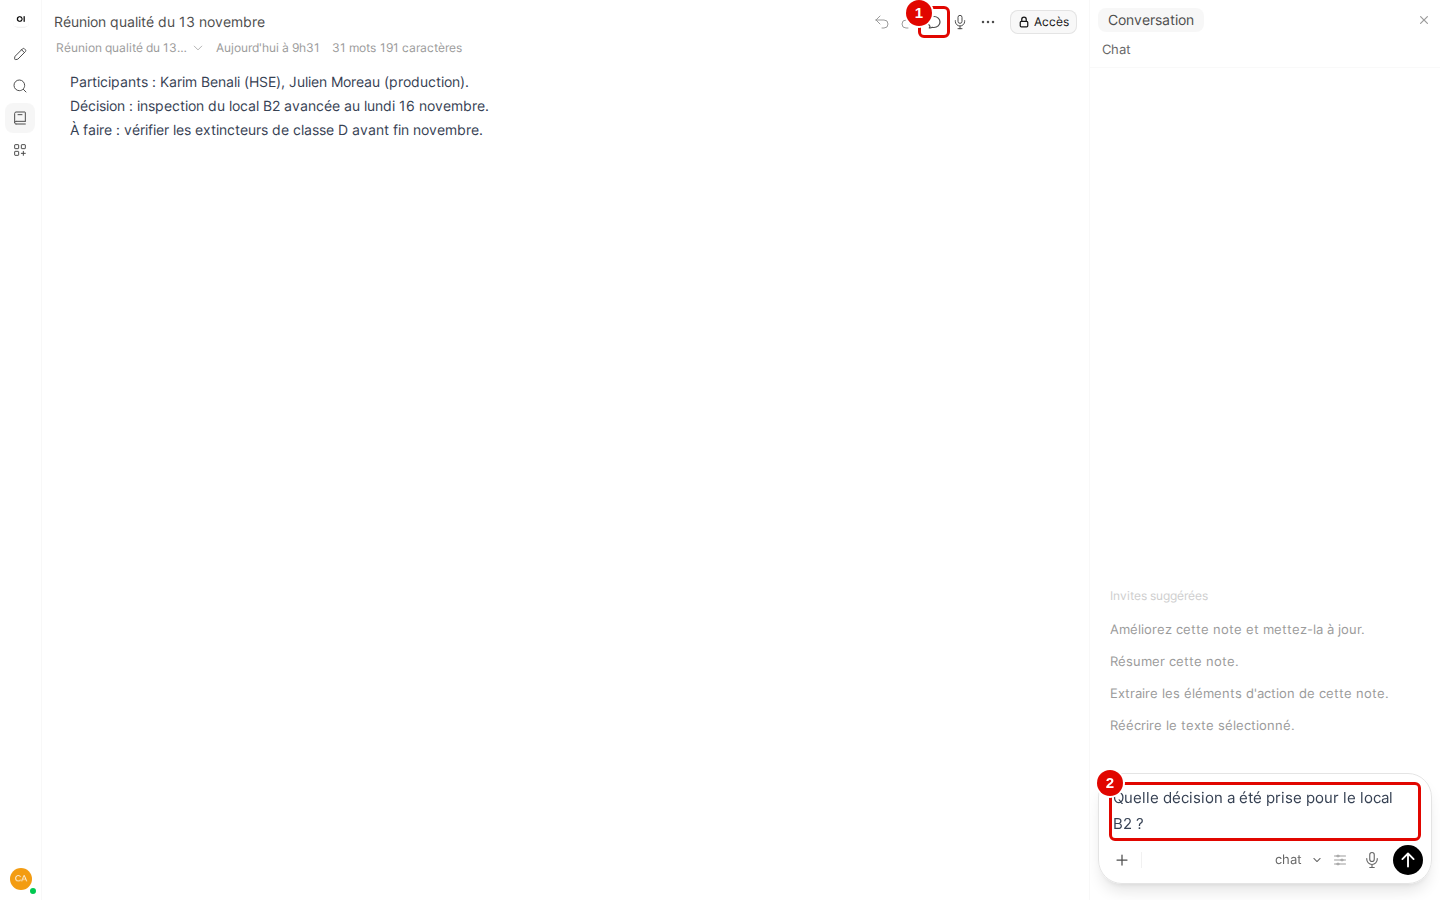 OI
Réunion qualité du 13 novembre
1
Accès
Réunion qualité du 13...
Aujourd'hui à 9h31
31 mots 191 caractères
Participants : Karim Benali (HSE), Julien Moreau (production).
Décision : inspection du local B2 avancée au lundi 16 novembre.
À faire : vérifier les extincteurs de classe D avant fin novembre.
CA
Conversation
Chat
Invites suggérées
Améliorez cette note et mettez-la à jour.
Résumer cette note.
Extraire les éléments d'action de cette note.
Réécrire le texte sélectionné.
2
Quelle décision a été prise pour le local
B2 ?
chat